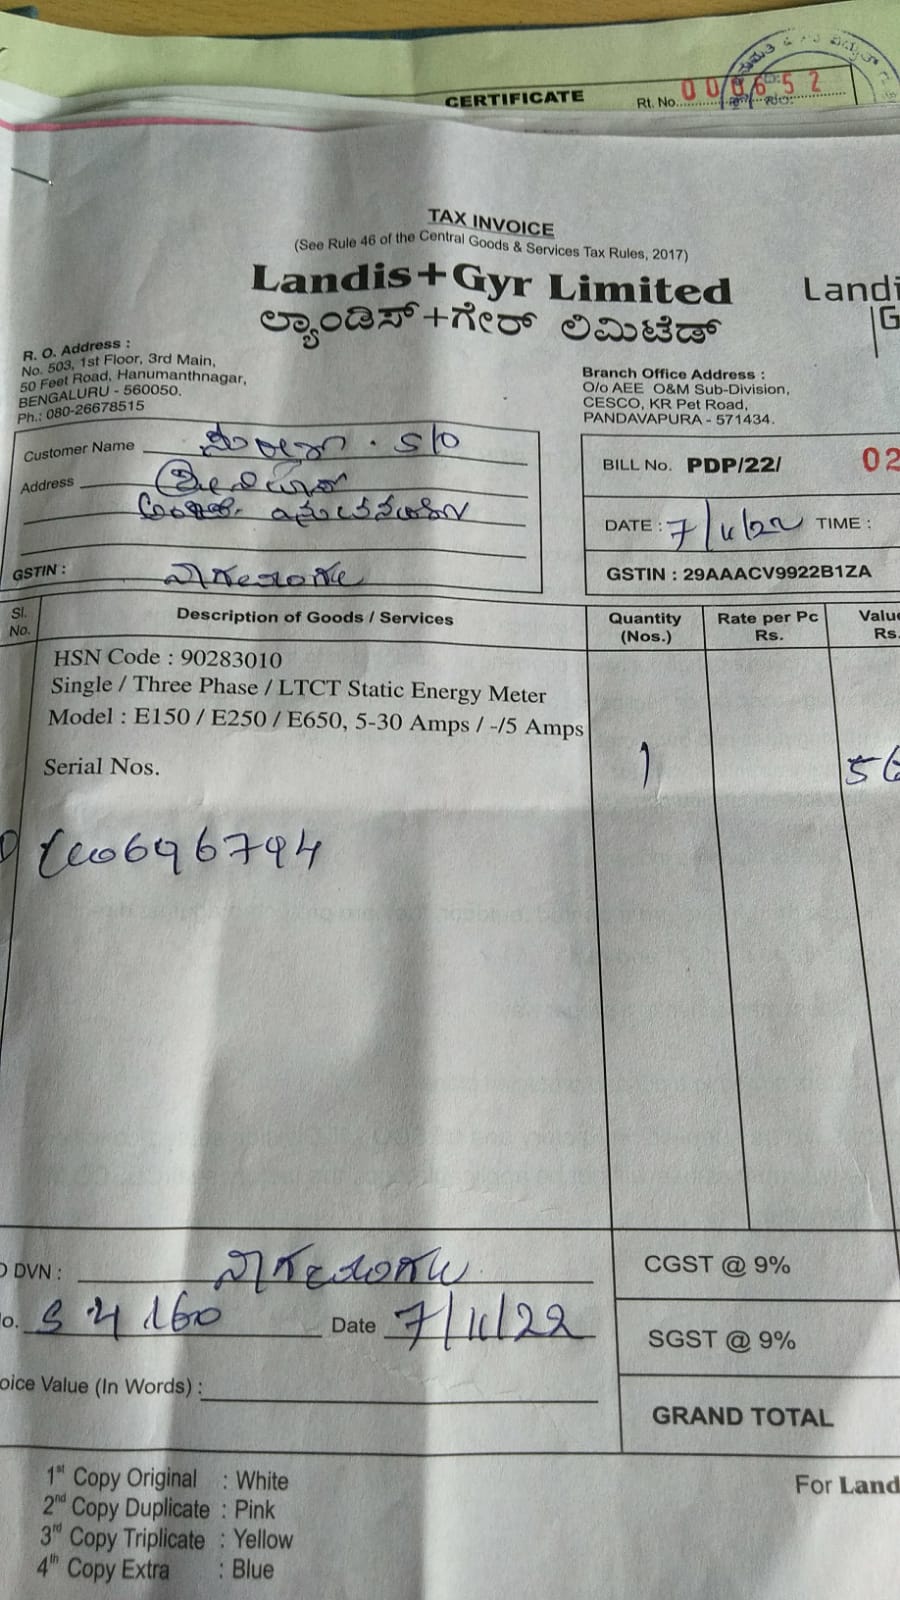 CERTIFICATE
Rt. No. 000652
TAX INVOICE
(See Rule 46 of the Central Goods & Services Tax Rules, 2017)
Landis+Gyr Limited
Landi
ಲ್ಯಾಂಡಿಸ್+ಗೇರ್ ಲಿಮಿಟೆಡ್
G
R. O. Address :
No. 503, 1st Floor, 3rd Main,
50 Feet Road, Hanumanthnagar,
BENGALURU - 560050.
Ph.: 080-26678515
Branch Office Address :
O/o AEE O&M Sub-Division,
CESCO, KR Pet Road,
PANDAVAPURA - 571434.
Customer Name S/O
Address
GSTIN :
BILL No. PDP/22/ 02
DATE : 7/11/22 TIME :
GSTIN : 29AAACV9922B1ZA
Sl. No.
Description of Goods / Services
Quantity (Nos.)
Rate per Pc Rs.
Value Rs.
HSN Code : 90283010
Single / Three Phase / LTCT Static Energy Meter
Model : E150 / E250 / E650, 5-30 Amps / -/5 Amps
Serial Nos.
1
56
DVN :
o. Date 7/11/22
oice Value (In Words) :
CGST @ 9%
SGST @ 9%
GRAND TOTAL
1st Copy Original : White
2nd Copy Duplicate : Pink
3rd Copy Triplicate : Yellow
4th Copy Extra : Blue
For Land